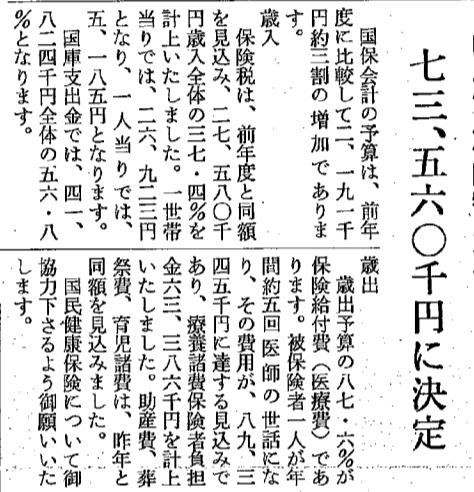 七三、五六〇千円に決定
国保会計の予算は、前年
度に比較して二、一九一千
円約三割の増加でありま
す。
歳入
保険税は、前年度と同額
を見込み、二七、五八〇千
円歳入全体の三七・四%を
計上いたしました。一世帯
当りでは、二六、九二三円
となり、一人当りでは、
五、一八五円となります。
国庫支出金では、四一、
八二四千円全体の五六・八
%となります。
歳出
歳出予算の八七・六%が
保険給付費(医療費)であ
ります。被保険者一人が年
間約五回医師の世話にな
り、その費用が、八九、三
四五千円に達する見込みで
あり、療養諸費保険者負担
金六三、三八六千円を計上
いたしました。助産費、葬
祭費、育児諸費は、昨年と
同額を見込みました。
国民健康保険について御
協力下さるよう御願いいた
します。